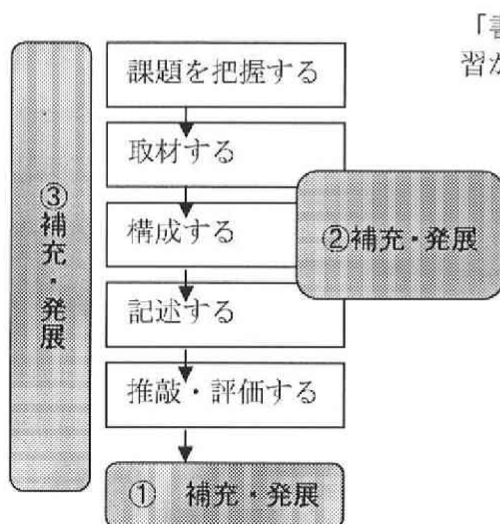 「書
習か
課題を把握する
取材する
構成する
②補充・発展
③補充・発展
記述する
推敲・評価する
① 補充・発展